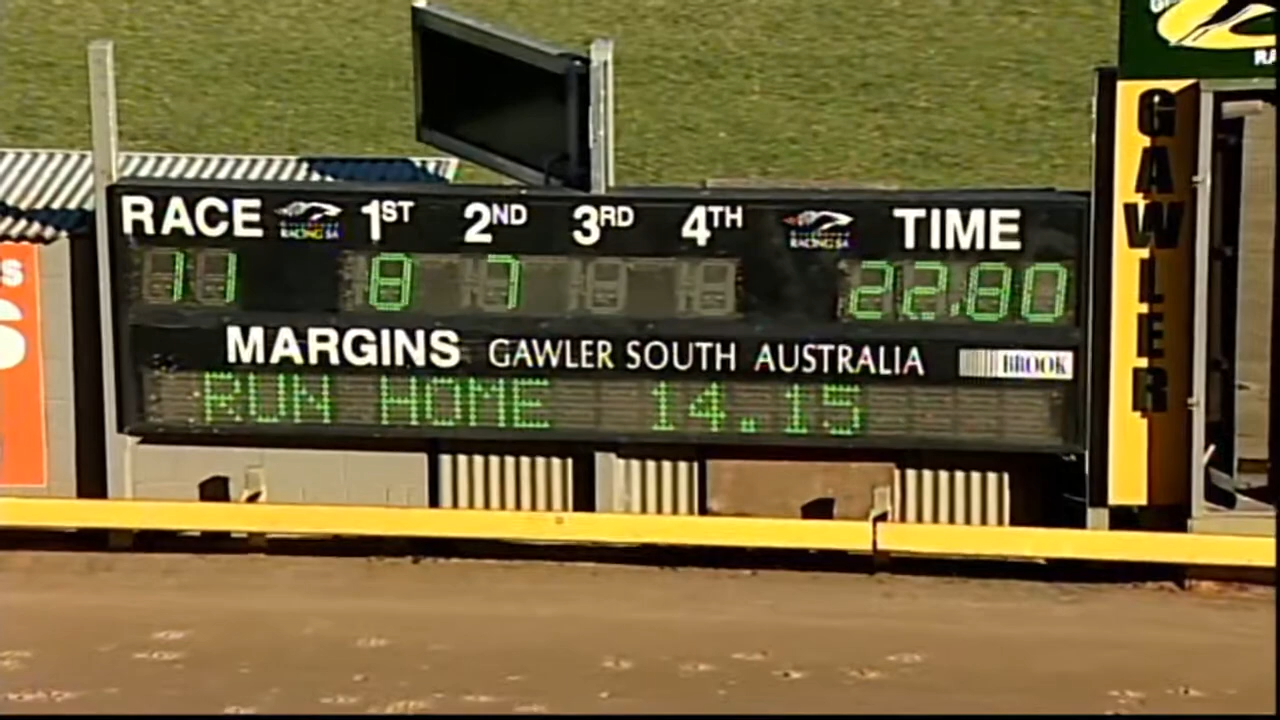 RACE 1ST 2ND 3RD 4TH TIME
11 8 7 22.80
MARGINS GAWLER SOUTH AUSTRALIA BROOK
RUN HOME 14.15
GAWLER
S
S